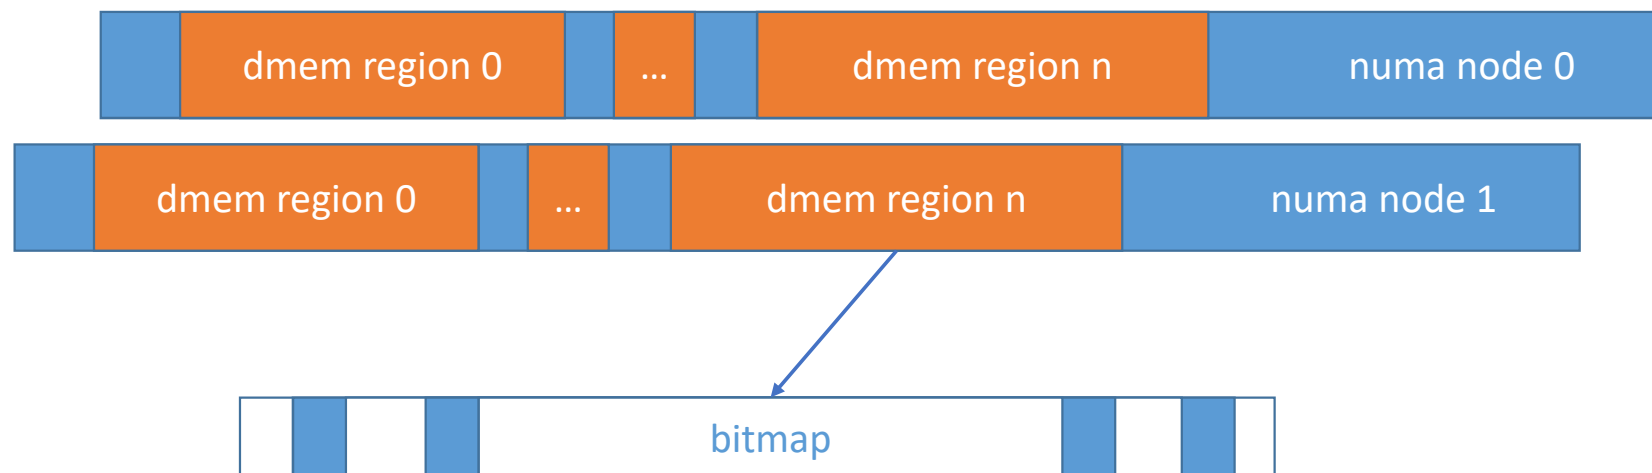 dmem region 0 ... dmem region n numa node 0
dmem region 0 ... dmem region n numa node 1
bitmap